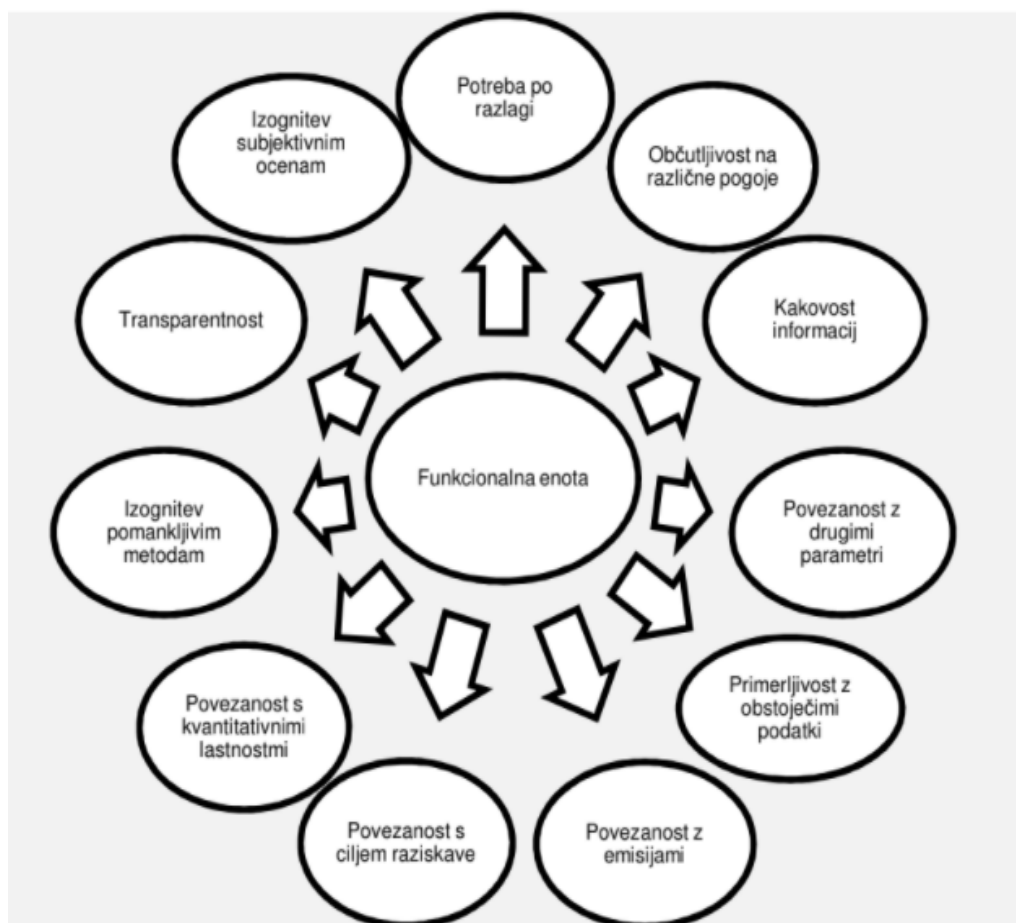 Potreba po
razlagi
Občutljivost na
različne pogoje
Kakovost
informacij
Povezanost z
drugimi
parametri
Primerljivost z
obstoječimi
podatki
Povezanost z
emisijami
Povezanost s
ciljem raziskave
Povezanost s
kvantitativnimi
lastnostmi
Izognitev
pomankljivim
metodam
Transparentnost
Izognitev
subjektivnim
ocenam
Funkcionalna enota